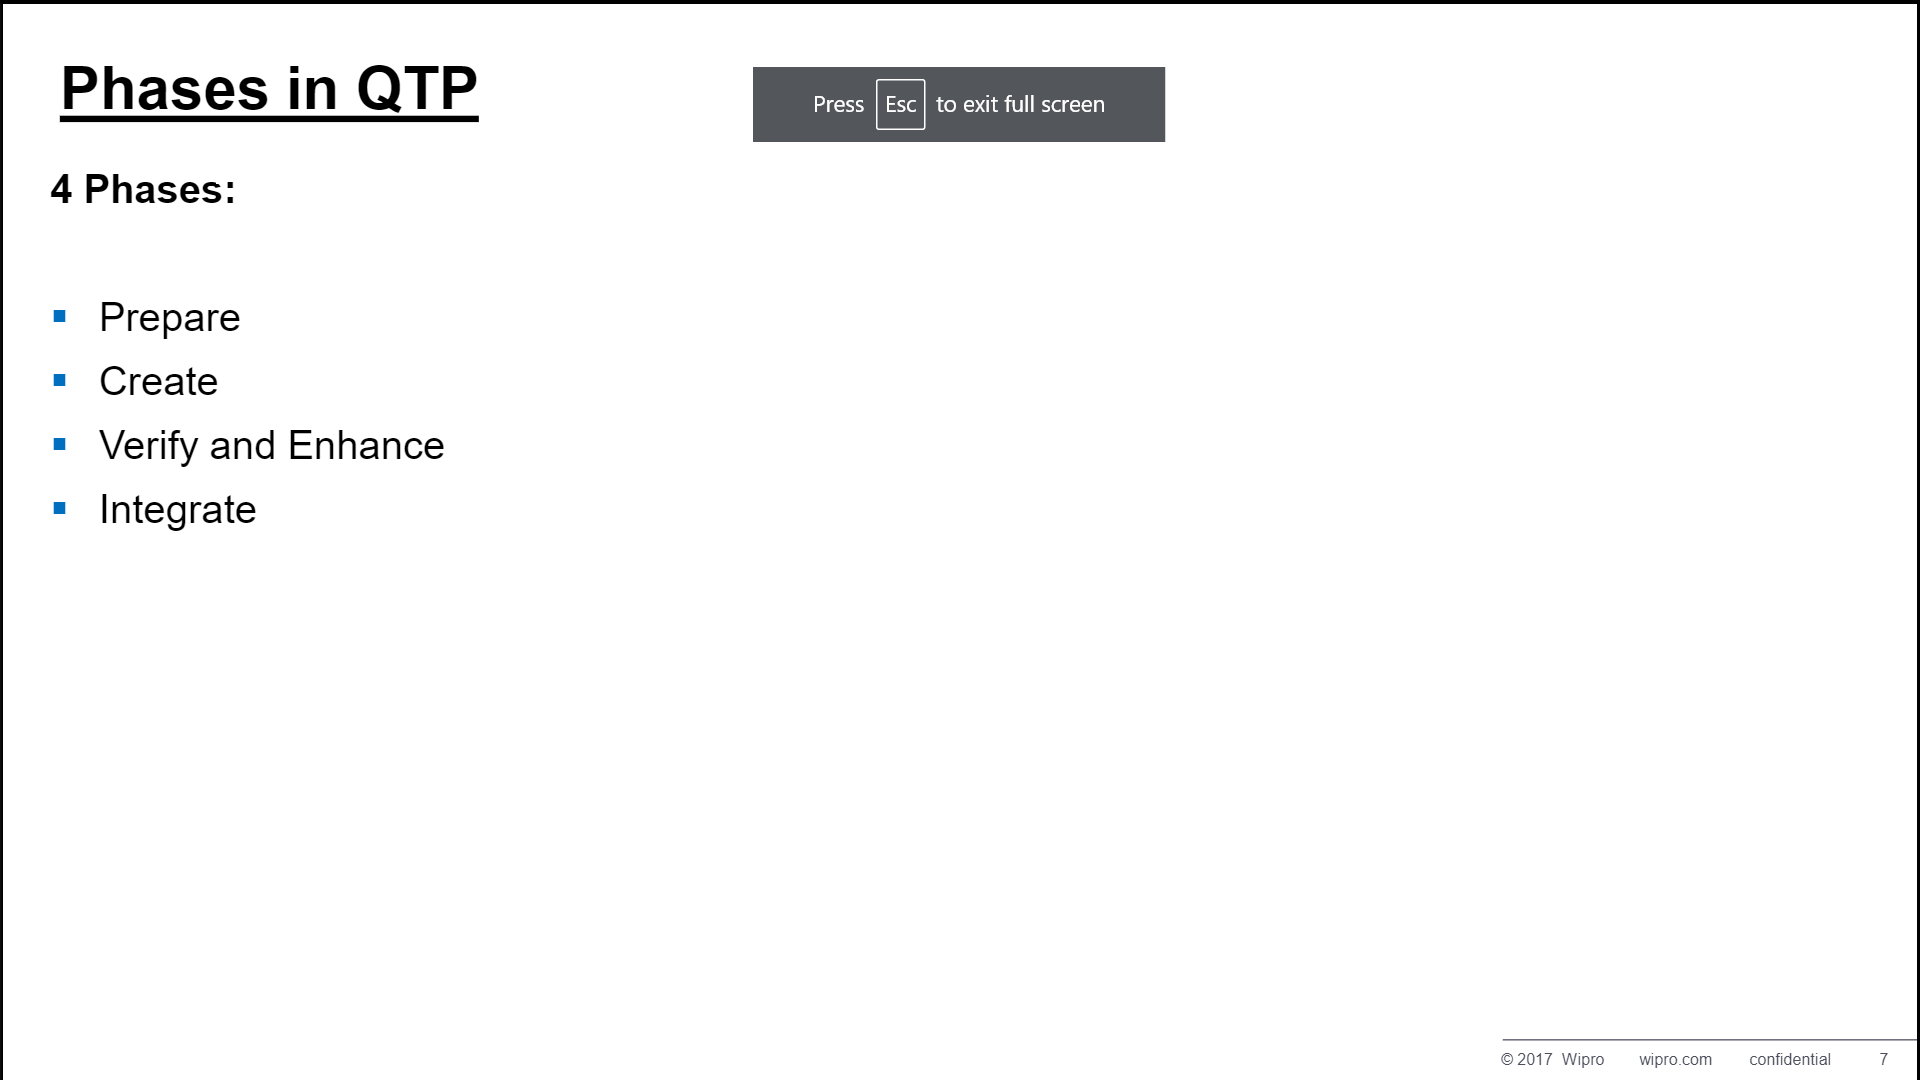 Phases in QTP
Press Esc to exit full screen
4 Phases:
Prepare
Create
Verify and Enhance
Integrate
© 2017 Wipro wipro.com confidential 7